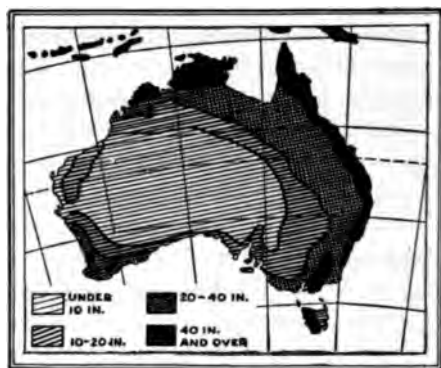 UNDER
10 IN.
10-20 IN.
20-40 IN.
40 IN.
AND OVER